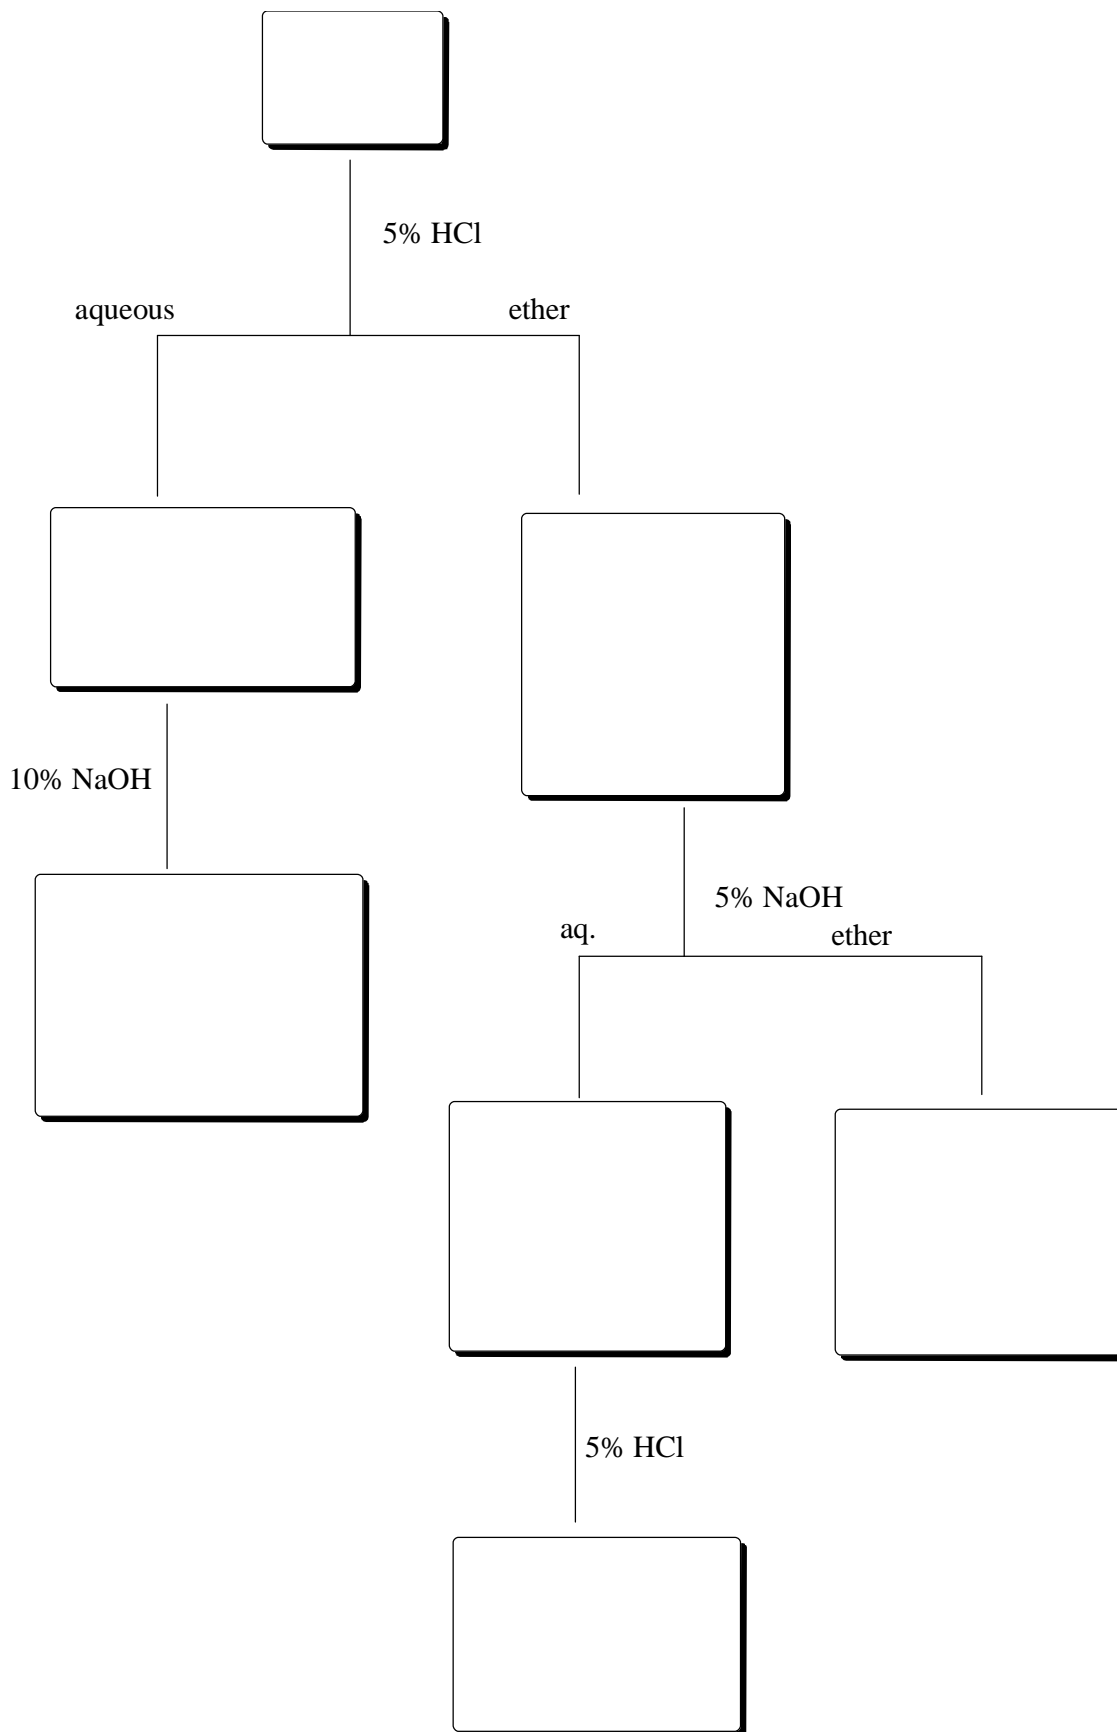 5% HCl
aqueous
ether
10% NaOH
5% NaOH
aq.
ether
5% HCl